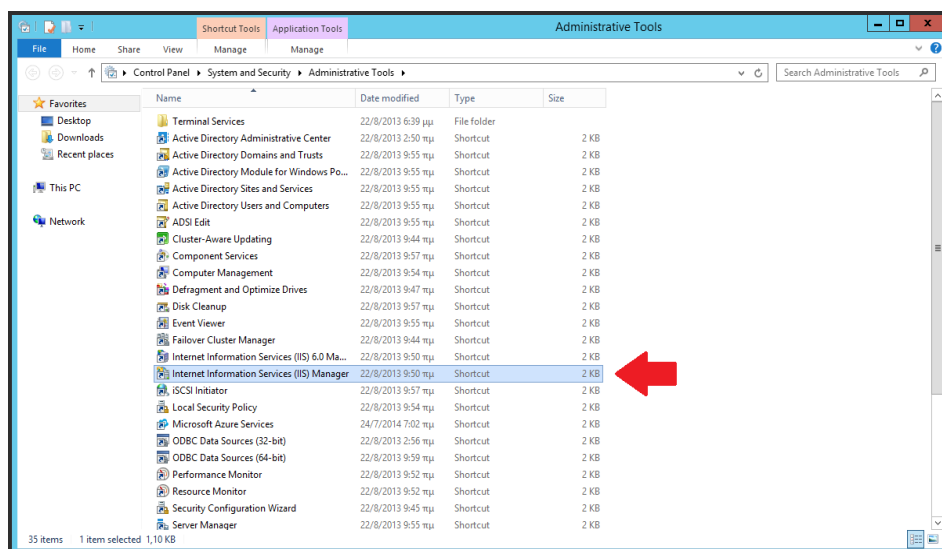 Shortcut Tools Application Tools Administrative Tools
File Home Share View Manage Manage
Control Panel System and Security Administrative Tools Search Administrative Tools
Favorites
Desktop
Downloads
Recent places
This PC
Network
Name Date modified Type Size
Terminal Services 22/8/2013 6:39 μμ File folder
Active Directory Administrative Center 22/8/2013 2:50 πμ Shortcut 2 KB
Active Directory Domains and Trusts 22/8/2013 9:55 πμ Shortcut 2 KB
Active Directory Module for Windows Po... 22/8/2013 9:55 πμ Shortcut 2 KB
Active Directory Sites and Services 22/8/2013 9:55 πμ Shortcut 2 KB
Active Directory Users and Computers 22/8/2013 9:55 πμ Shortcut 2 KB
ADSI Edit 22/8/2013 9:55 πμ Shortcut 2 KB
Cluster-Aware Updating 22/8/2013 9:44 πμ Shortcut 2 KB
Component Services 22/8/2013 9:57 πμ Shortcut 2 KB
Computer Management 22/8/2013 9:54 πμ Shortcut 2 KB
Defragment and Optimize Drives 22/8/2013 9:47 πμ Shortcut 2 KB
Disk Cleanup 22/8/2013 9:57 πμ Shortcut 2 KB
Event Viewer 22/8/2013 9:55 πμ Shortcut 2 KB
Failover Cluster Manager 22/8/2013 9:44 πμ Shortcut 2 KB
Internet Information Services (IIS) 6.0 Ma... 22/8/2013 9:50 πμ Shortcut 2 KB
Internet Information Services (IIS) Manager 22/8/2013 9:50 πμ Shortcut 2 KB
iSCSI Initiator 22/8/2013 9:57 πμ Shortcut 2 KB
Local Security Policy 22/8/2013 9:54 πμ Shortcut 2 KB
Microsoft Azure Services 24/7/2014 7:02 πμ Shortcut 2 KB
ODBC Data Sources (32-bit) 22/8/2013 2:56 πμ Shortcut 2 KB
ODBC Data Sources (64-bit) 22/8/2013 9:59 πμ Shortcut 2 KB
Performance Monitor 22/8/2013 9:52 πμ Shortcut 2 KB
Resource Monitor 22/8/2013 9:52 πμ Shortcut 2 KB
Security Configuration Wizard 22/8/2013 9:45 πμ Shortcut 2 KB
Server Manager 22/8/2013 9:55 πμ Shortcut 2 KB
35 items 1 item selected 1,10 KB